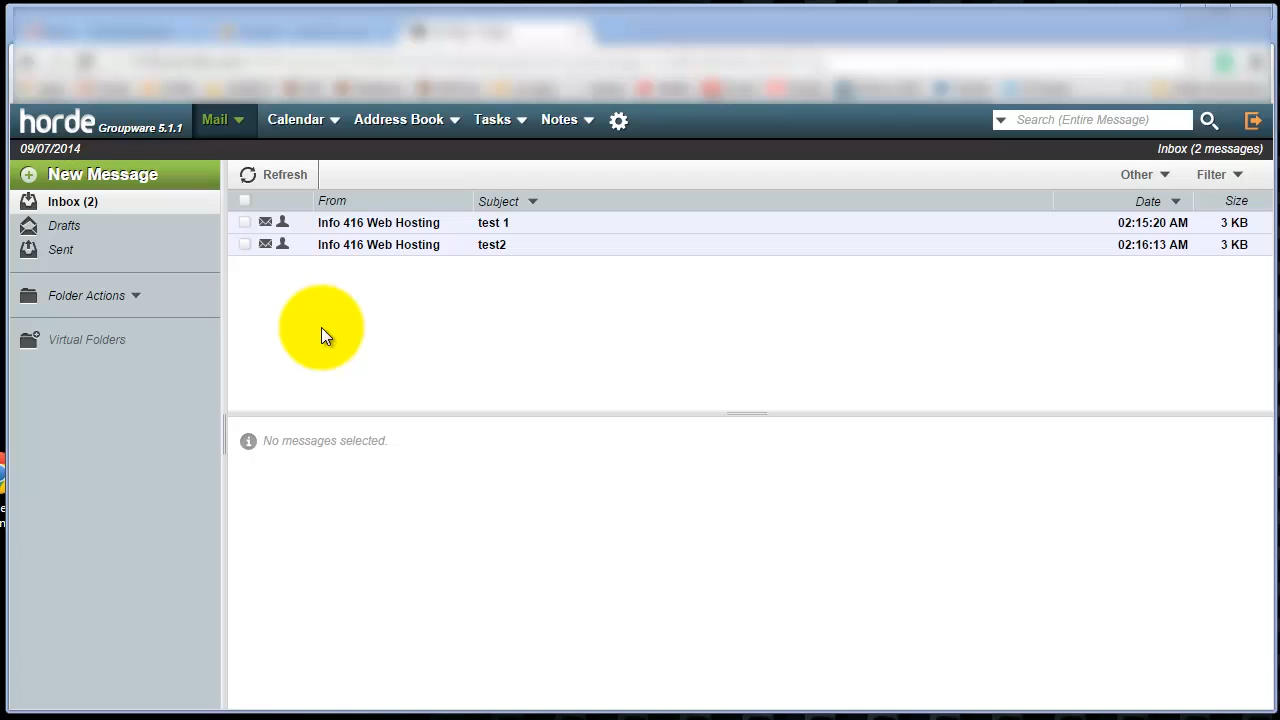 horde Groupware 5.1.1 Mail Calendar Address Book Tasks Notes Search (Entire Message)
09/07/2014 Inbox (2 messages)
New Message Refresh Other Filter
Inbox (2) From Subject Date Size
Drafts Info 416 Web Hosting test 1 02:15:20 AM 3 KB
Sent Info 416 Web Hosting test2 02:16:13 AM 3 KB
Folder Actions
Virtual Folders
No messages selected.